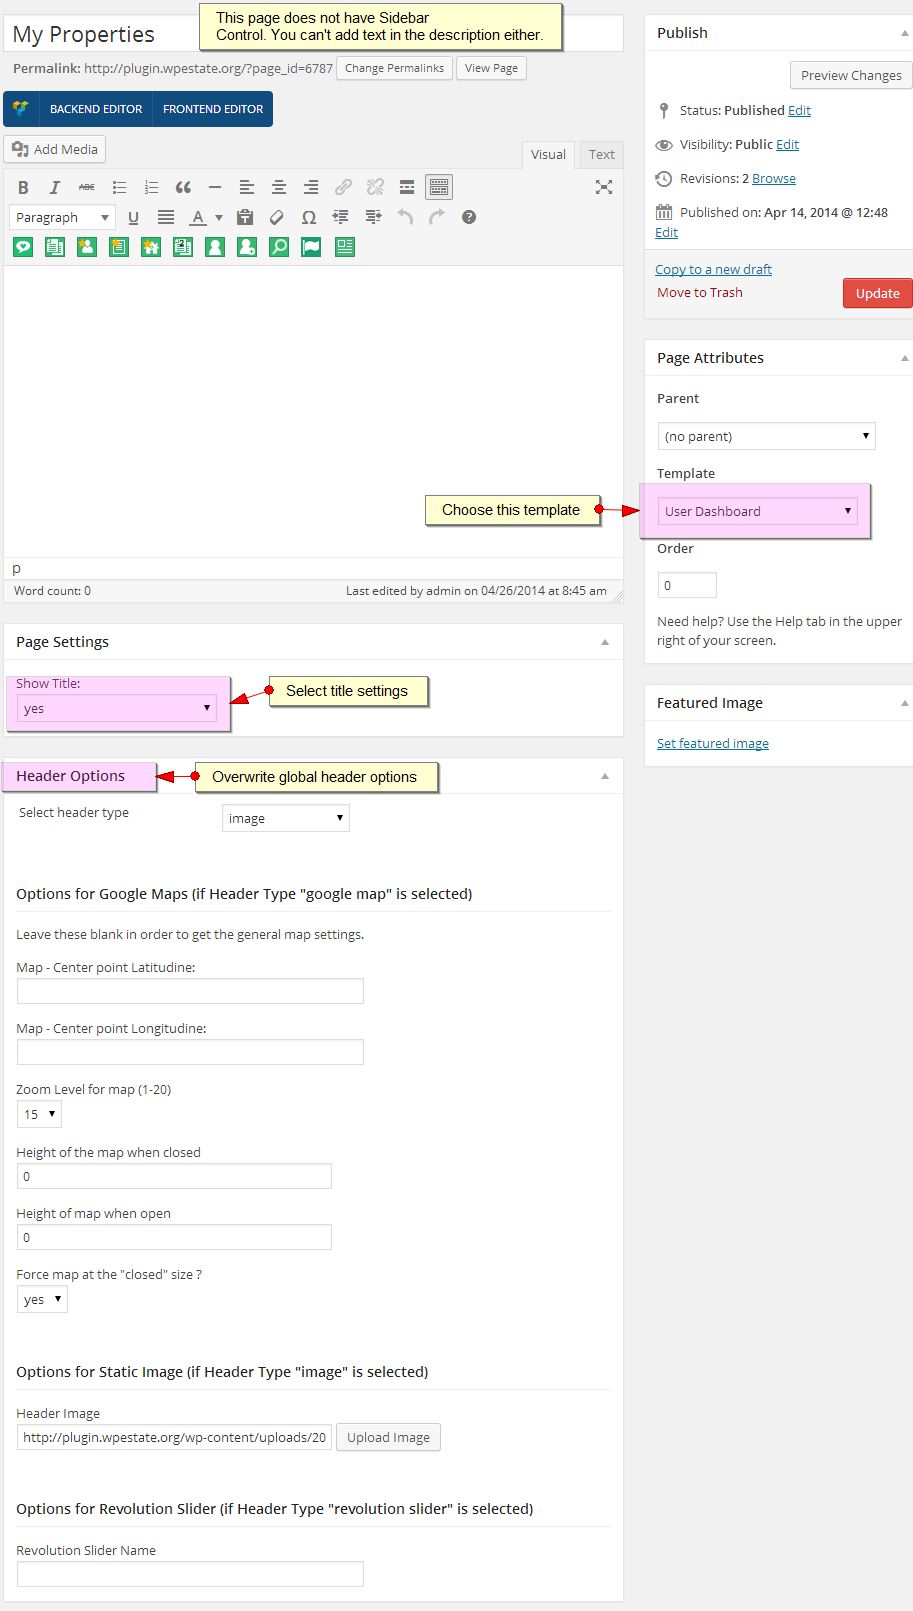 My Properties
This page does not have Sidebar
Control. You can't add text in the description either.
Permalink: http://plugin.wpestate.org/?page_id=6787 Change Permalinks View Page
BACKEND EDITOR FRONTEND EDITOR
Add Media
Visual Text
B I ABC
Paragraph U A Ω ?
p
Word count: 0 Last edited by admin on 04/26/2014 at 8:45 am
Page Settings
Show Title:
yes
Select title settings
Header Options
Overwrite global header options
Select header type image
Options for Google Maps (if Header Type "google map" is selected)
Leave these blank in order to get the general map settings.
Map - Center point Latitudine:
Map - Center point Longitudine:
Zoom Level for map (1-20)
15
Height of the map when closed
0
Height of map when open
0
Force map at the "closed" size ?
yes
Options for Static Image (if Header Type "image" is selected)
Header Image
http://plugin.wpestate.org/wp-content/uploads/20 Upload Image
Options for Revolution Slider (if Header Type "revolution slider" is selected)
Revolution Slider Name
Publish
Preview Changes
Status: Published Edit
Visibility: Public Edit
Revisions: 2 Browse
Published on: Apr 14, 2014 @ 12:48
Edit
Copy to a new draft
Move to Trash
Update
Page Attributes
Parent
(no parent)
Template
Choose this template
User Dashboard
Order
0
Need help? Use the Help tab in the upper
right of your screen.
Featured Image
Set featured image